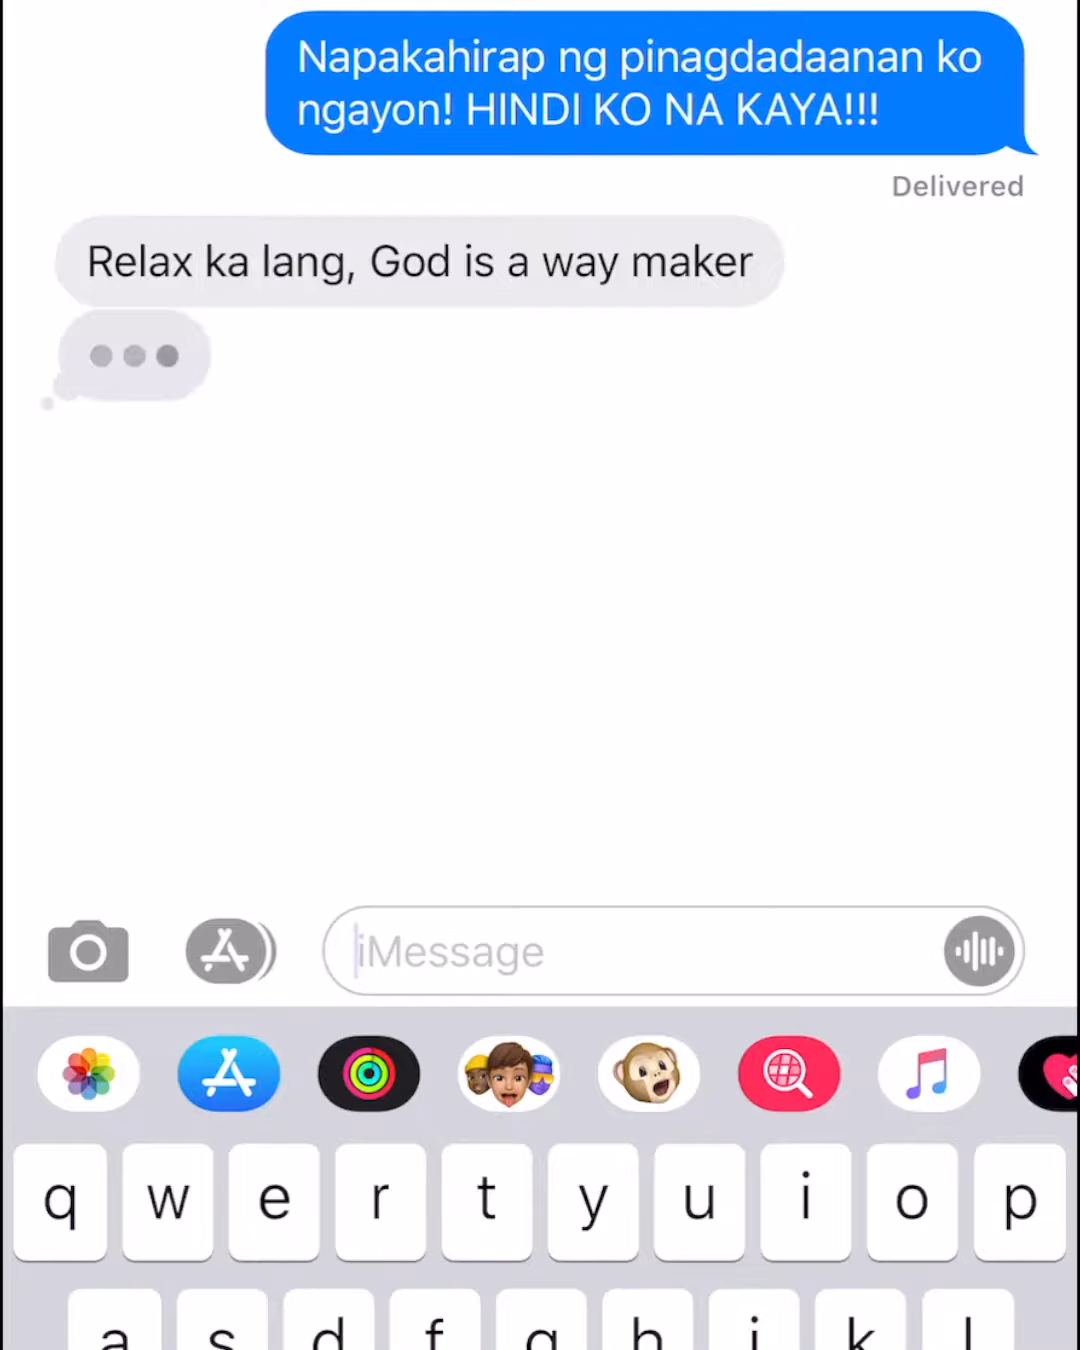 Napakahirap ng pinagdadaanan ko
ngayon! HINDI KO NA KAYA!!!
Delivered
Relax ka lang, God is a way maker
iMessage
q w e r t y u i o p
a s d f g h j k l